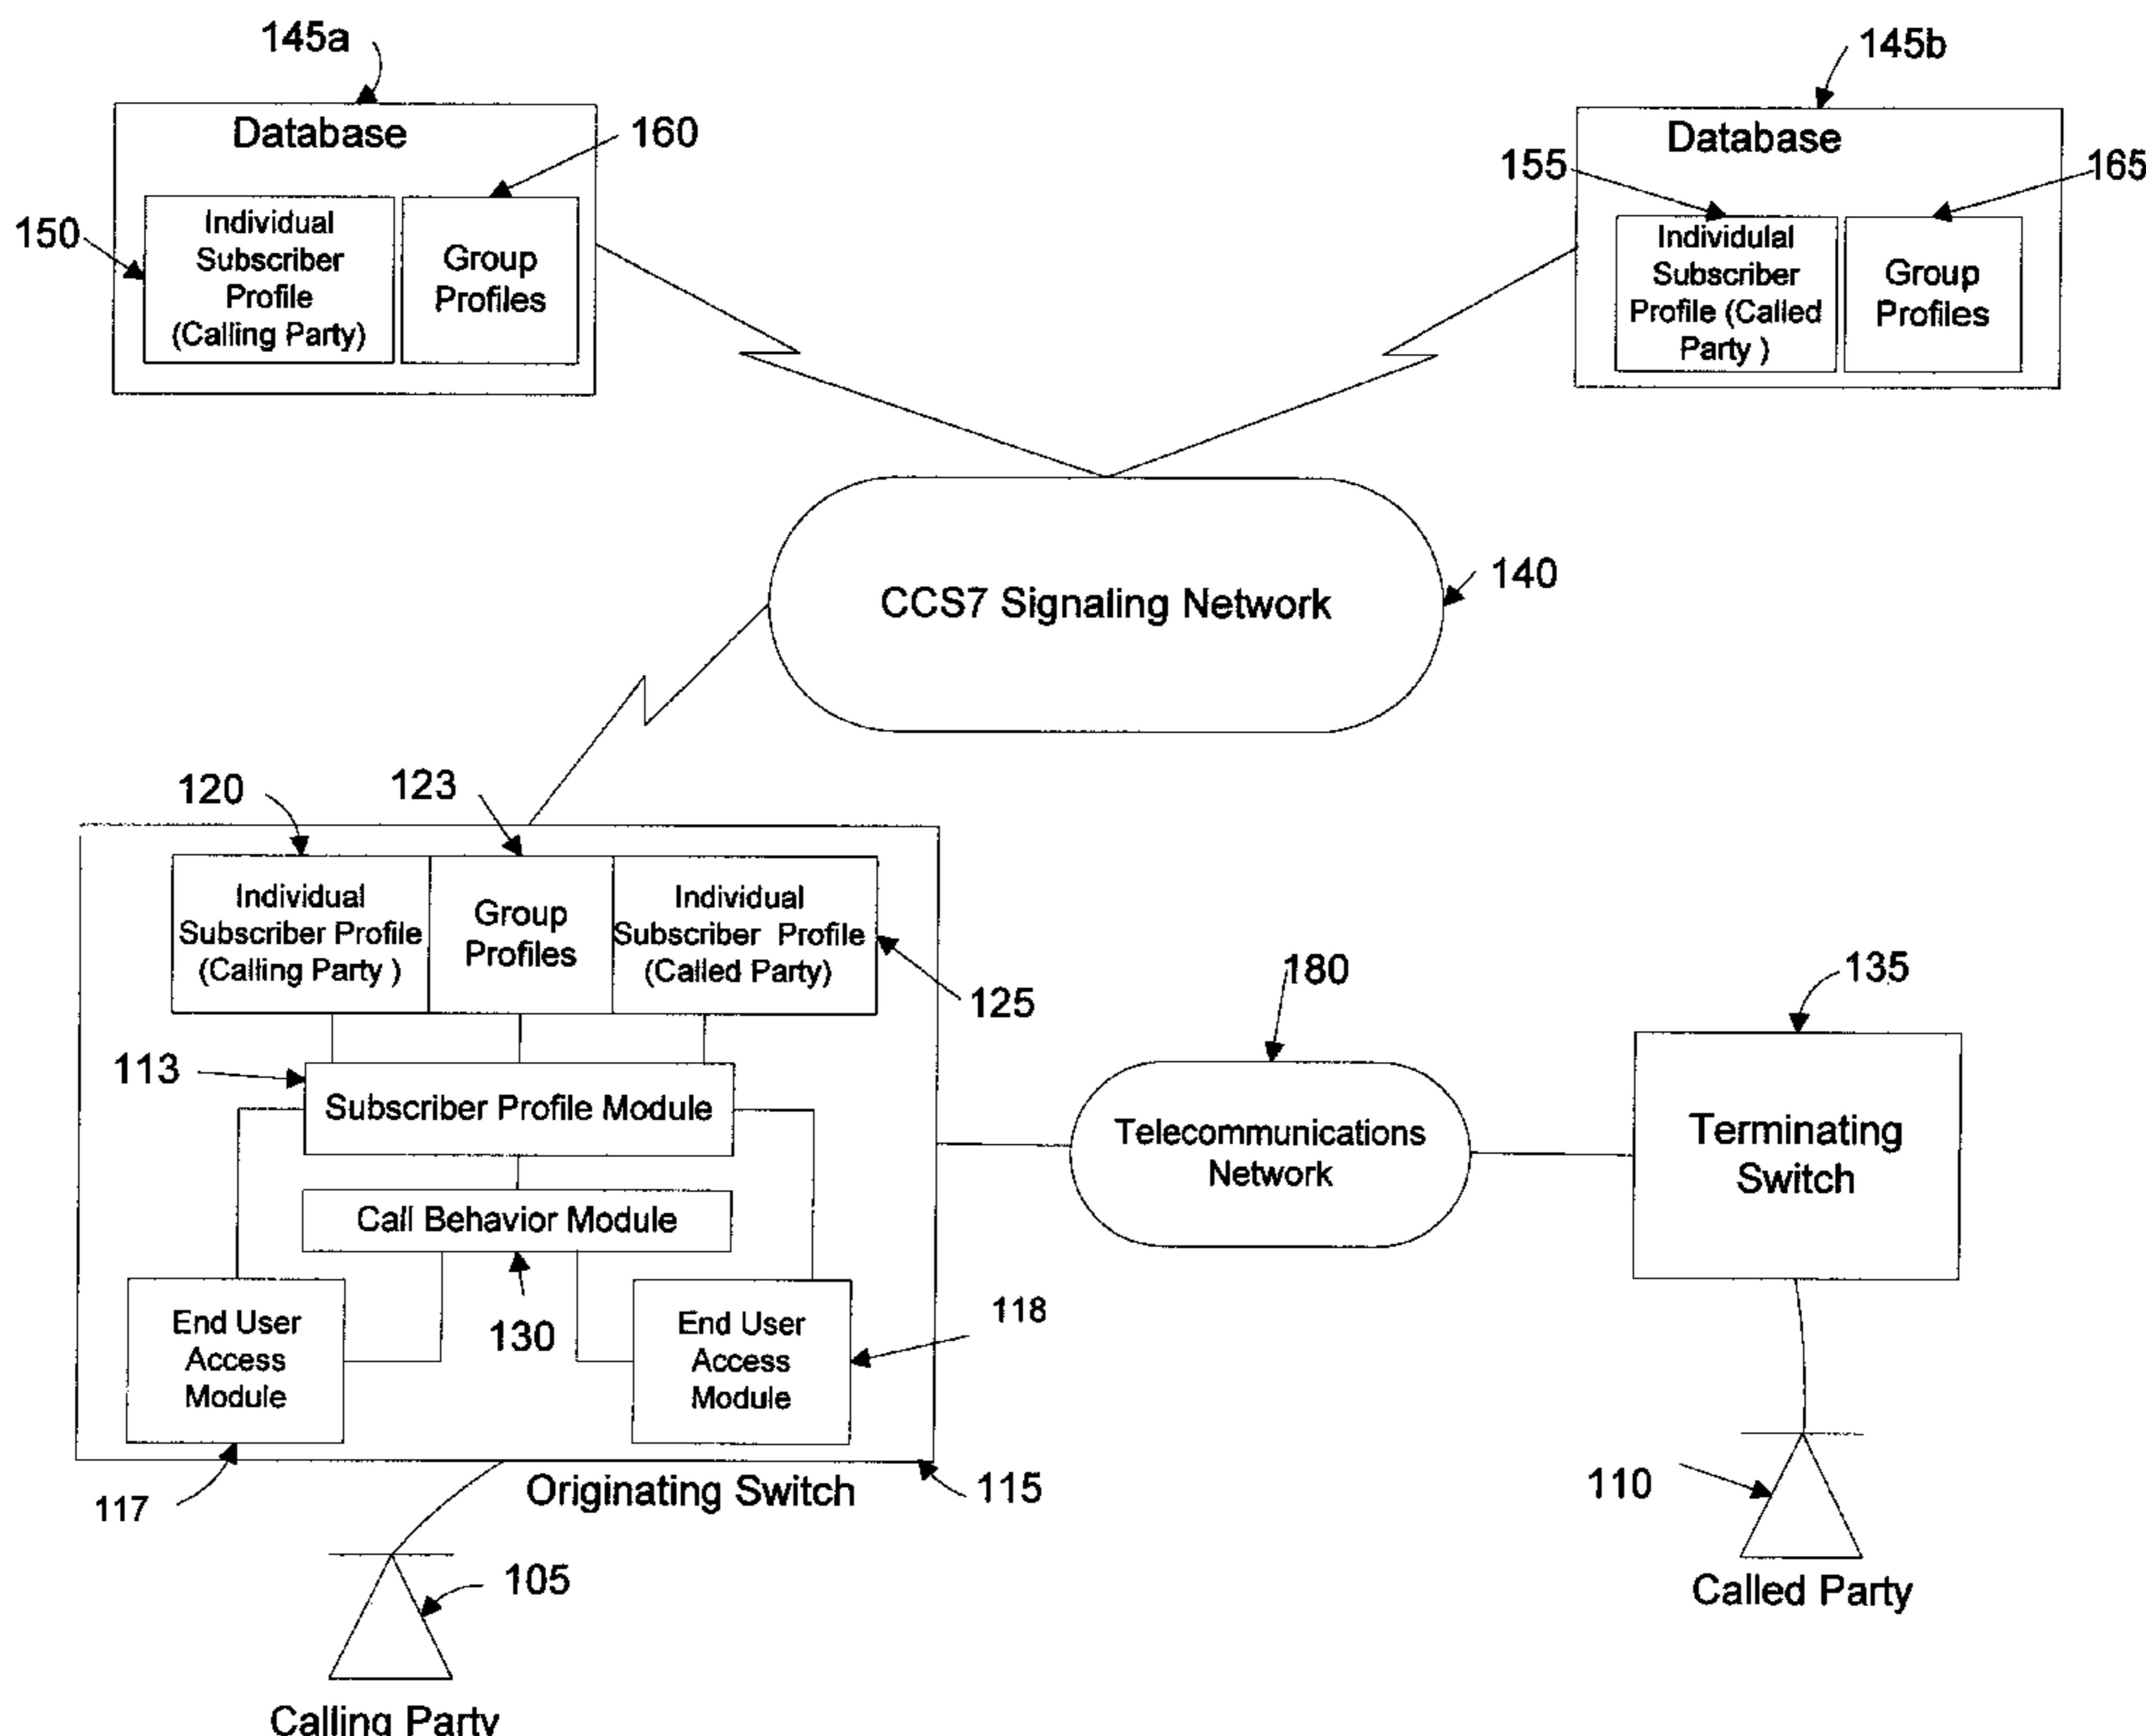 145a
145b
Database
160
Database
155
165
150
Individual
Subscriber
Profile
(Calling Party)
Group
Profiles
Individulal
Subscriber
Profile (Called
Party )
Group
Profiles
CCS7 Signaling Network
140
120
123
Individual
Subscriber Profile
(Calling Party )
Group
Profiles
Individual
Subscriber Profile
(Called Party)
125
180
135
113
Subscriber Profile Module
Telecommunications
Network
Terminating
Switch
Call Behavior Module
End User
Access
Module
130
End User
Access
Module
118
117
Originating Switch
115
110
105
Called Party
Calling Party